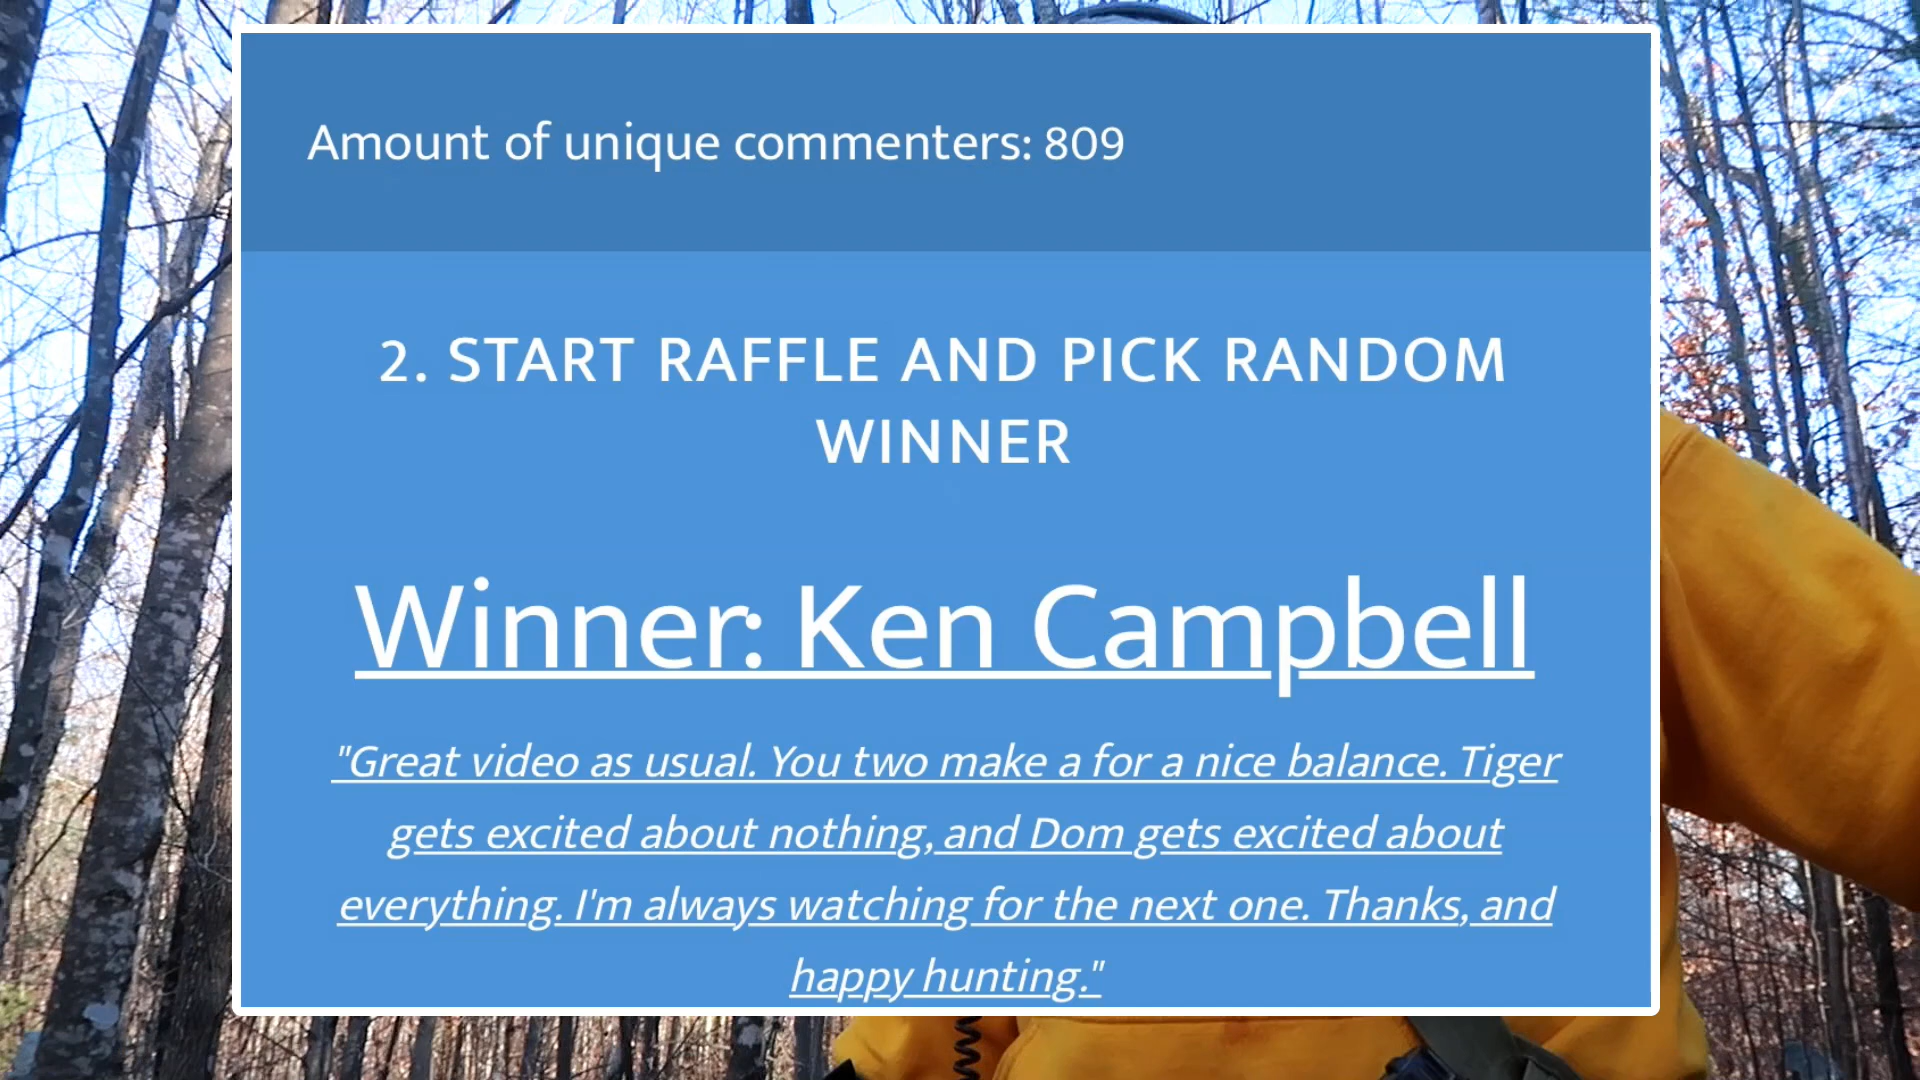 Amount of unique commenters: 809
2. START RAFFLE AND PICK RANDOM
WINNER
Winner: Ken Campbell
"Great video as usual. You two make a for a nice balance. Tiger
gets excited about nothing, and Dom gets excited about
everything. I'm always watching for the next one. Thanks, and
happy hunting."